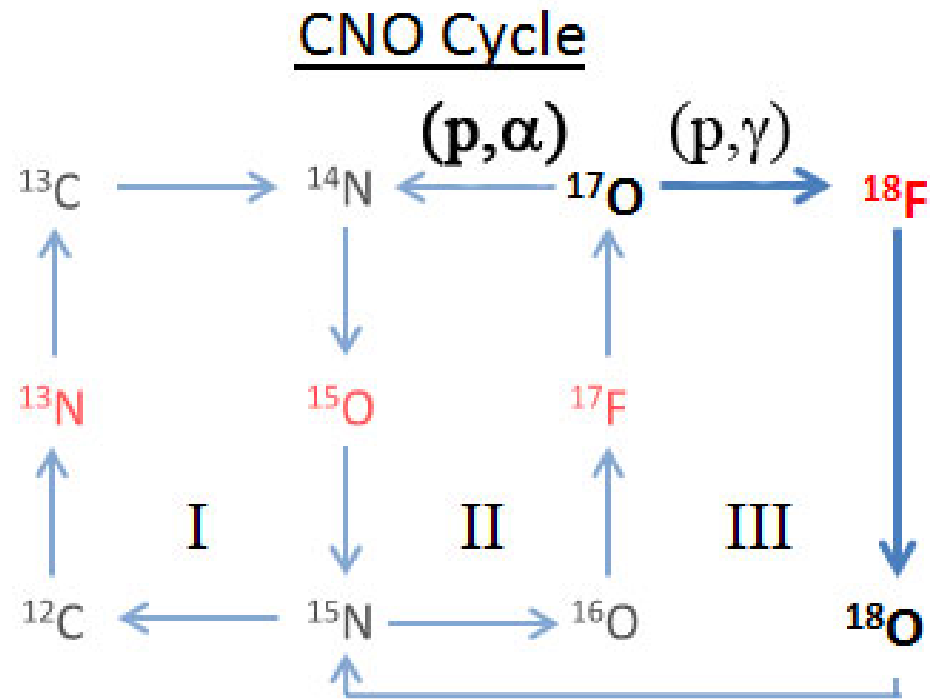 CNO Cycle
(p,α) (p,γ)
¹³C ¹⁴N ¹⁷O ¹⁸F
¹³N ¹⁵O ¹⁷F
I II III
¹²C ¹⁵N ¹⁶O ¹⁸O